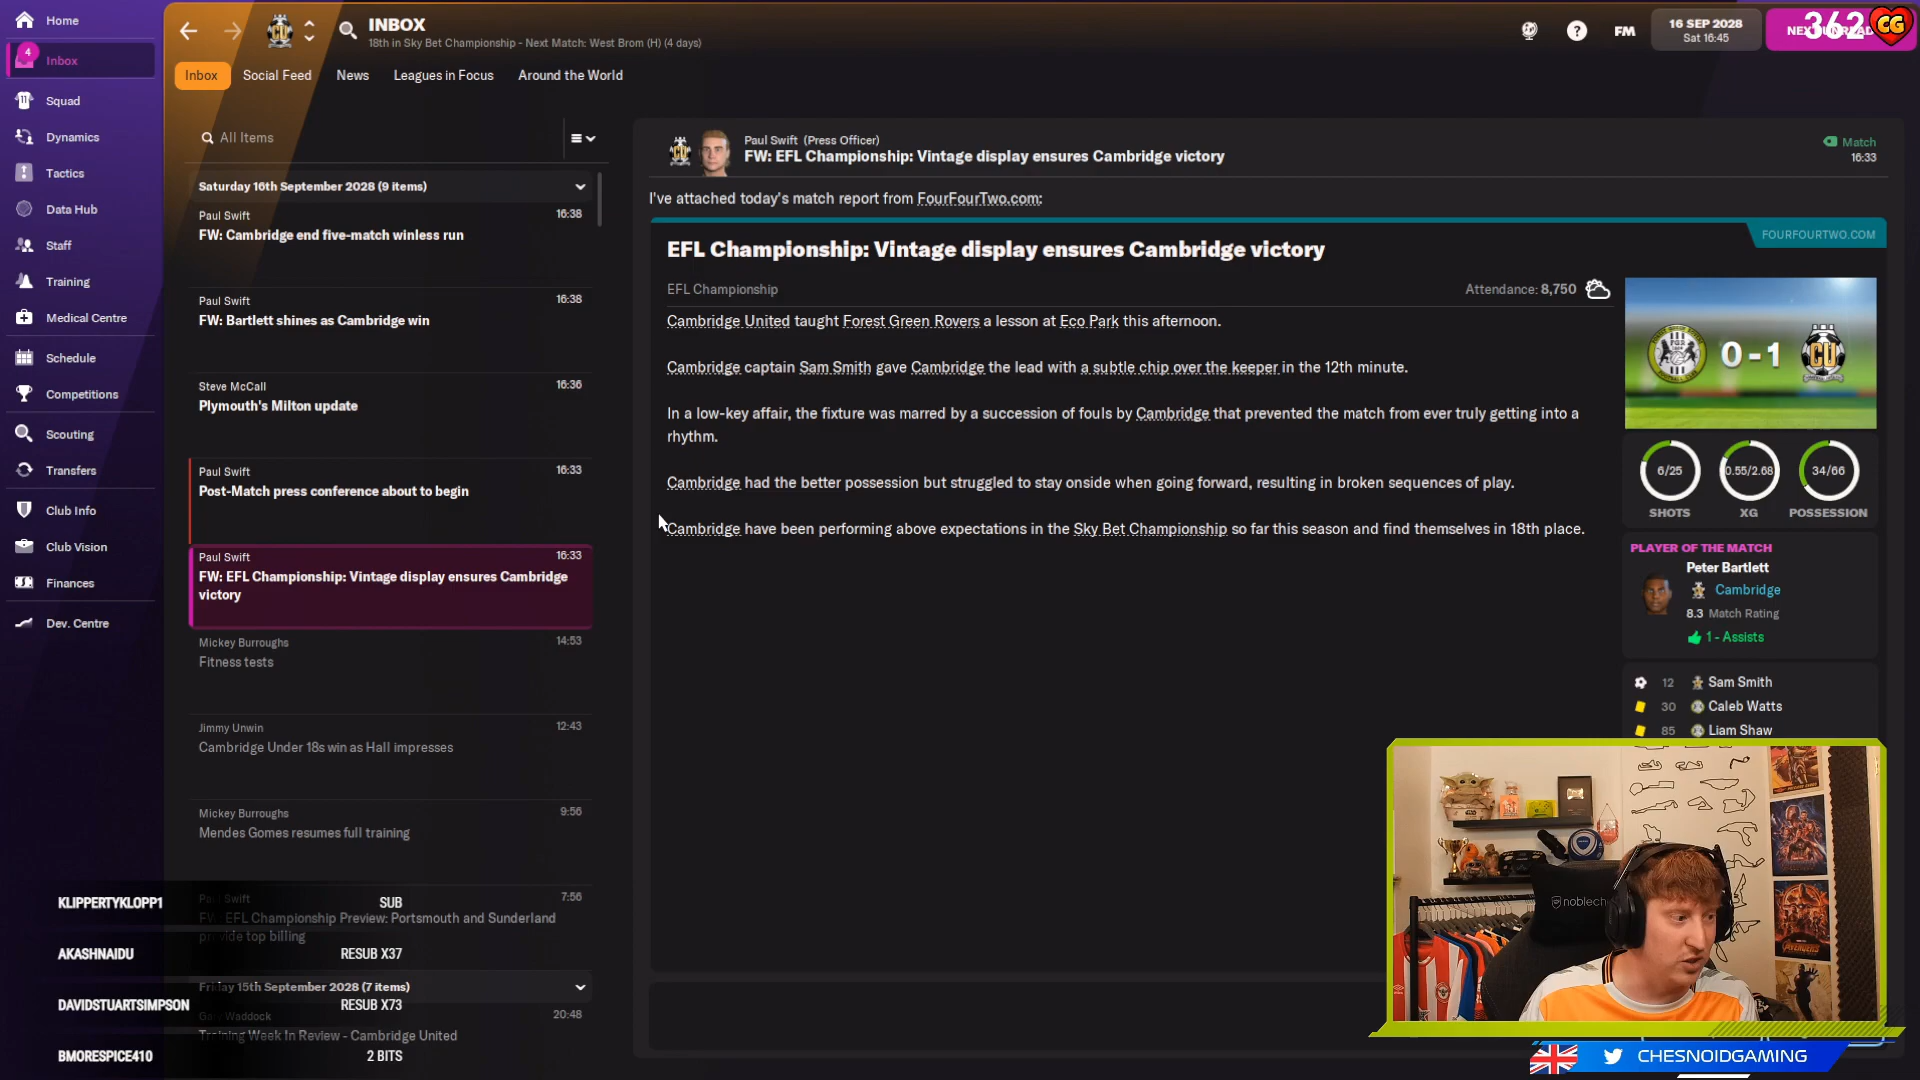 Home
4
Inbox
Squad
Dynamics
Tactics
Data Hub
Staff
Training
Medical Centre
Schedule
Competitions
Scouting
Transfers
Club Info
Club Vision
Finances
Dev. Centre
CU
INBOX
18th in Sky Bet Championship - Next Match: West Brom (H) (4 days)
?
FM
16 SEP 2028
Sat 16:45
362
CG
Inbox
Social Feed
News
Leagues in Focus
Around the World
All Items
Saturday 16th September 2028 (9 items)
Paul Swift
16:38
FW: Cambridge end five-match winless run
Paul Swift
16:38
FW: Bartlett shines as Cambridge win
Steve McCall
16:36
Plymouth's Milton update
Paul Swift
16:33
Post-Match press conference about to begin
Paul Swift
16:33
FW: EFL Championship: Vintage display ensures Cambridge
victory
Mickey Burroughs
14:53
Fitness tests
Jimmy Unwin
12:43
Cambridge Under 18s win as Hall impresses
Mickey Burroughs
9:56
Mendes Gomes resumes full training
7:56
EFL Championship Preview: Portsmouth and Sunderland
top billing
Friday 15th September 2028 (7 items)
Waddock
20:48
Training Week In Review - Cambridge United
KLIPPERTYKLOPP1
SUB
AKASHNAIDU
RESUB X37
DAVIDSTUARTSIMPSON
RESUB X73
BMORESPICE410
2 BITS
Paul Swift (Press Officer)
FW: EFL Championship: Vintage display ensures Cambridge victory
Match
16:33
I've attached today's match report from FourFourTwo.com:
FOURFOURTWO.COM
EFL Championship: Vintage display ensures Cambridge victory
EFL Championship
Attendance: 8,750
Cambridge United taught Forest Green Rovers a lesson at Eco Park this afternoon.
Cambridge captain Sam Smith gave Cambridge the lead with a subtle chip over the keeper in the 12th minute.
In a low-key affair, the fixture was marred by a succession of fouls by Cambridge that prevented the match from ever truly getting into a
rhythm.
Cambridge had the better possession but struggled to stay onside when going forward, resulting in broken sequences of play.
Cambridge have been performing above expectations in the Sky Bet Championship so far this season and find themselves in 18th place.
0 - 1
CU
6/25
0.55/2.68
34/66
SHOTS
XG
POSSESSION
PLAYER OF THE MATCH
Peter Bartlett
Cambridge
8.3 Match Rating
1 - Assists
12 Sam Smith
30 Caleb Watts
85 Liam Shaw
noblech
CHESNOIDGAMING